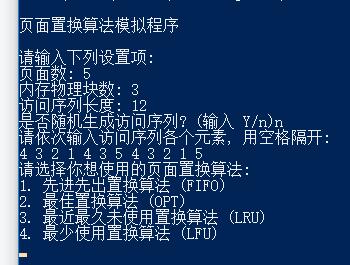 页面置换算法模拟程序
请输入下列设置项:
页面数: 5
内存物理块数: 3
访问序列长度: 12
是否随机生成访问序列? (输入 Y/n)n
请依次输入访问序列各个元素, 用空格隔开:
4 3 2 1 4 3 5 4 3 2 1 5
请选择你想使用的页面置换算法:
1. 先进先出置换算法 (FIFO)
2. 最佳置换算法 (OPT)
3. 最近最久未使用置换算法 (LRU)
4. 最少使用置换算法 (LFU)